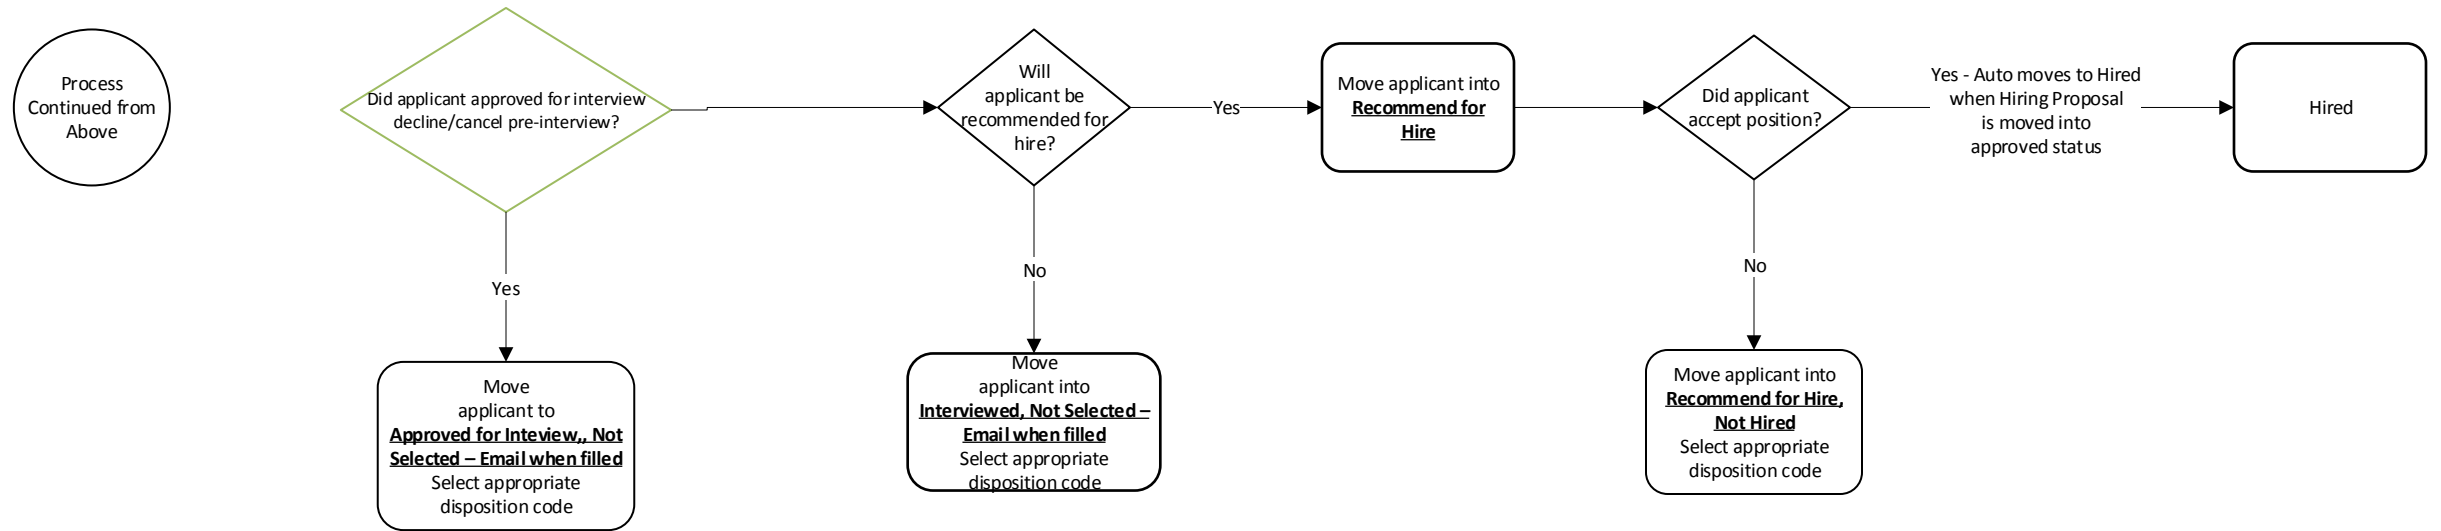 Process
Continued from
Above
Did applicant approved for interview
decline/cancel pre-interview?
Yes
Move
applicant to
Approved for Inteview,, Not
Selected – Email when filled
Select appropriate
disposition code
Will
applicant be
recommended for
hire?
No
Move
applicant into
Interviewed, Not Selected –
Email when filled
Select appropriate
disposition code
Yes
Move applicant into
Recommend for
Hire
Did applicant
accept position?
No
Move applicant into
Recommend for Hire,
Not Hired
Select appropriate
disposition code
Yes - Auto moves to Hired
when Hiring Proposal
is moved into
approved status
Hired